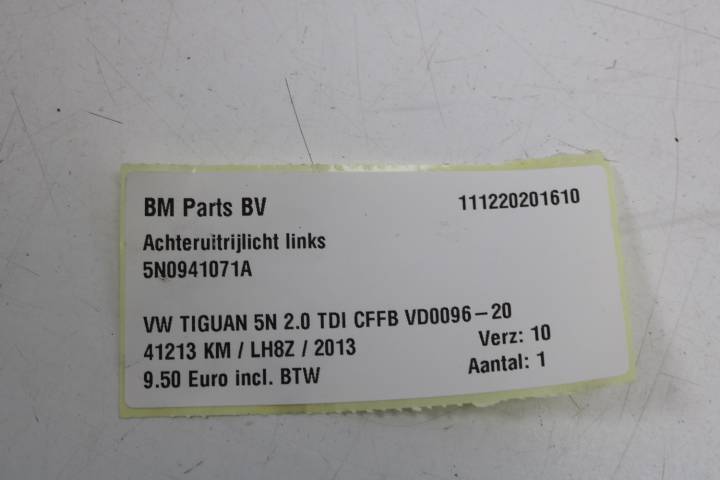 BM Parts BV 111220201610
Achteruitrijlicht links
5N0941071A
VW TIGUAN 5N 2.0 TDI CFFB VD0096-20
41213 KM / LH8Z / 2013 Verz: 10
9.50 Euro incl. BTW Aantal: 1